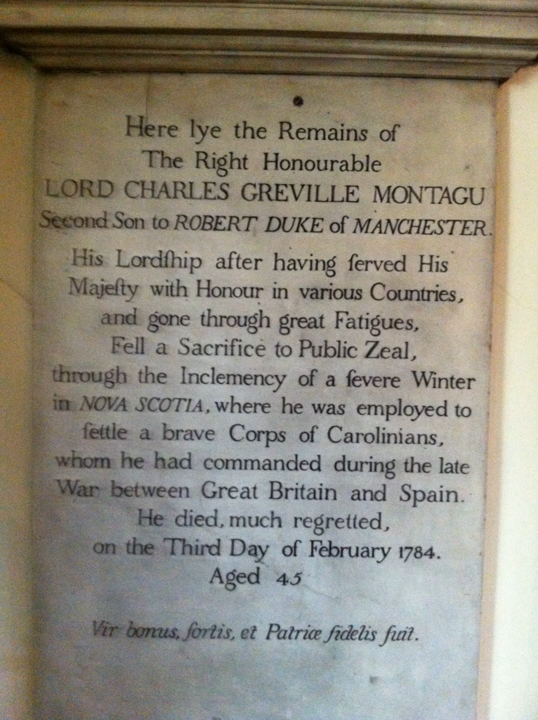 Here lye the Remains of
The Right Honourable
LORD CHARLES GREVILLE MONTAGU
Second Son to ROBERT DUKE of MANCHESTER.
His Lordſhip after having ſerved His
Majeſty with Honour in various Countries,
and gone through great Fatigues,
Fell a Sacrifice to Public Zeal,
through the Inclemency of a ſevere Winter
in NOVA SCOTIA, where he was employed to
ſettle a brave Corps of Carolinians,
whom he had commanded during the late
War between Great Britain and Spain.
He died, much regretted,
on the Third Day of February 1784.
Aged 45
Vir bonus, fortis, et Patriæ fidelis fuit.